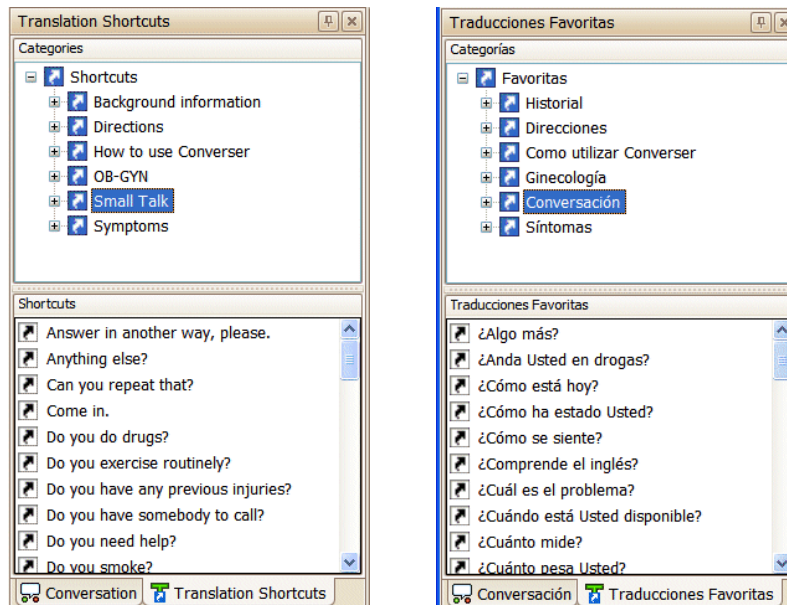 Translation Shortcuts
Categories
Shortcuts
Background information
Directions
How to use Converser
OB-GYN
Small Talk
Symptoms
Shortcuts
Answer in another way, please.
Anything else?
Can you repeat that?
Come in.
Do you do drugs?
Do you exercise routinely?
Do you have any previous injuries?
Do you have somebody to call?
Do you need help?
Do you smoke?
Conversation
Translation Shortcuts
Traducciones Favoritas
Categorías
Favoritas
Historial
Direcciones
Como utilizar Converser
Ginecología
Conversación
Síntomas
Traducciones Favoritas
¿Algo más?
¿Anda Usted en drogas?
¿Cómo está hoy?
¿Cómo ha estado Usted?
¿Cómo se siente?
¿Comprende el inglés?
¿Cuál es el problema?
¿Cuándo está Usted disponible?
¿Cuánto mide?
¿Cuánto pesa Usted?
Conversación
Traducciones Favoritas